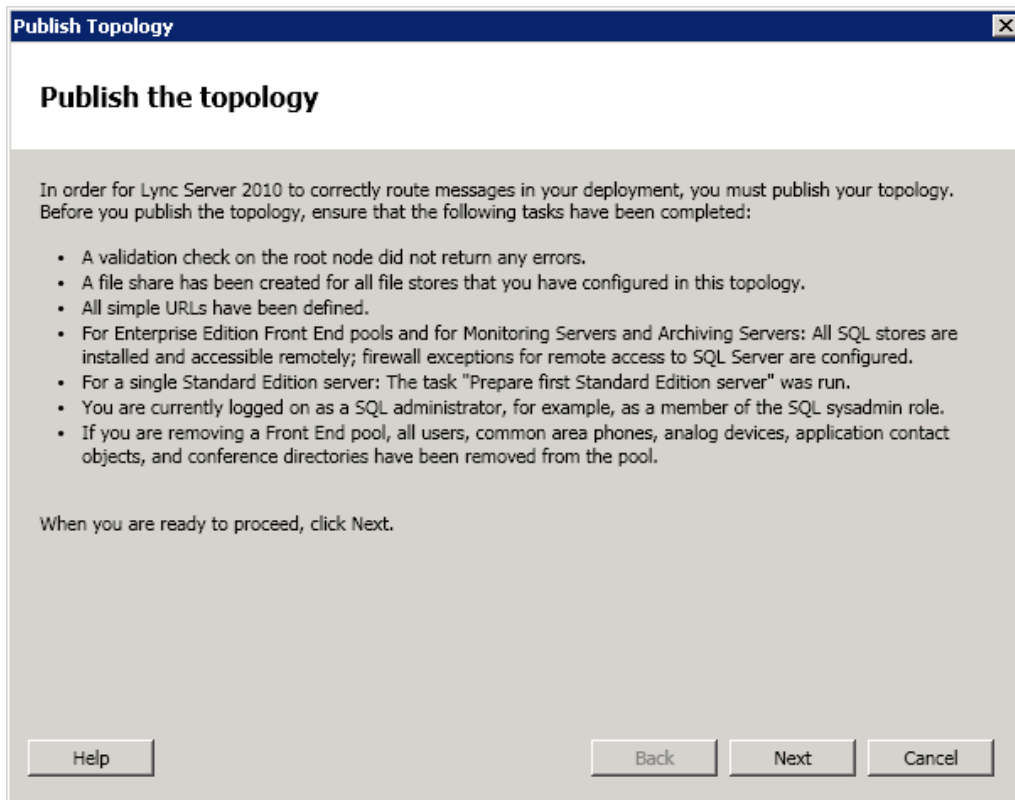 Publish Topology
Publish the topology
In order for Lync Server 2010 to correctly route messages in your deployment, you must publish your topology.
Before you publish the topology, ensure that the following tasks have been completed:
• A validation check on the root node did not return any errors.
• A file share has been created for all file stores that you have configured in this topology.
• All simple URLs have been defined.
• For Enterprise Edition Front End pools and for Monitoring Servers and Archiving Servers: All SQL stores are
installed and accessible remotely; firewall exceptions for remote access to SQL Server are configured.
• For a single Standard Edition server: The task "Prepare first Standard Edition server" was run.
• You are currently logged on as a SQL administrator, for example, as a member of the SQL sysadmin role.
• If you are removing a Front End pool, all users, common area phones, analog devices, application contact
objects, and conference directories have been removed from the pool.
When you are ready to proceed, click Next.
Help
Back
Next
Cancel